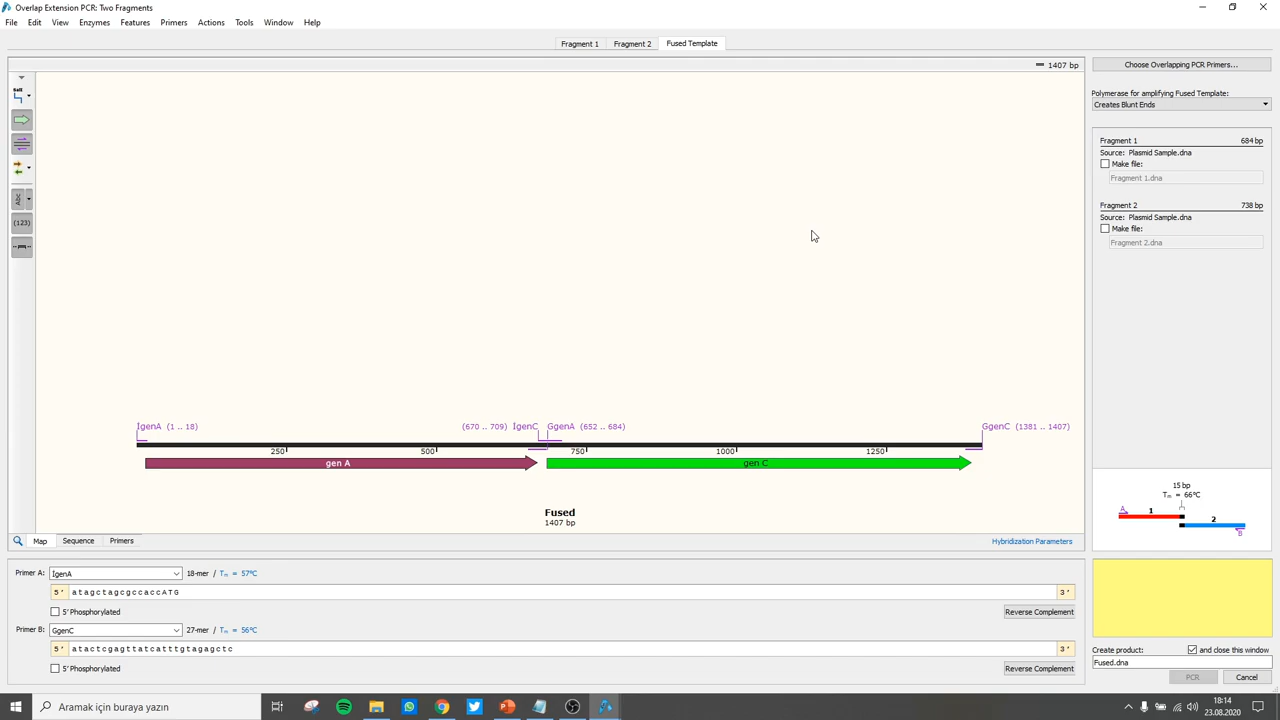 Overlap Extension PCR: Two Fragments
File Edit View Enzymes Features Primers Actions Tools Window Help
Fragment 1 Fragment 2 Fused Template
1407 bp
Choose Overlapping PCR Primers...
Polymerase for amplifying Fused Template:
Creates Blunt Ends
Fragment 1 684 bp
Source: Plasmid Sample.dna
Make file:
Fragment 1.dna
Fragment 2 738 bp
Source: Plasmid Sample.dna
Make file:
Fragment 2.dna
Abc
(123)
IgenA (1 .. 18) (670 .. 709) IgenC GgenA (652 .. 684) GgenC (1381 .. 1407)
250 500 750 1000 1250
gen A gen C
Fused
1407 bp
15 bp
Tm = 66°C
A 1
2 B
Map Sequence Primers Hybridization Parameters
Primer A: IgenA 18-mer / Tm = 57°C
5' atagctagcgccaccATG 3'
5' Phosphorylated Reverse Complement
Primer B: GgenC 27-mer / Tm = 56°C
5' atactcgagttatcatttgtagagctc 3'
5' Phosphorylated Reverse Complement
Create product: and close this window
Fused.dna
PCR Cancel
Aramak için buraya yazın
18:14
23.08.2020